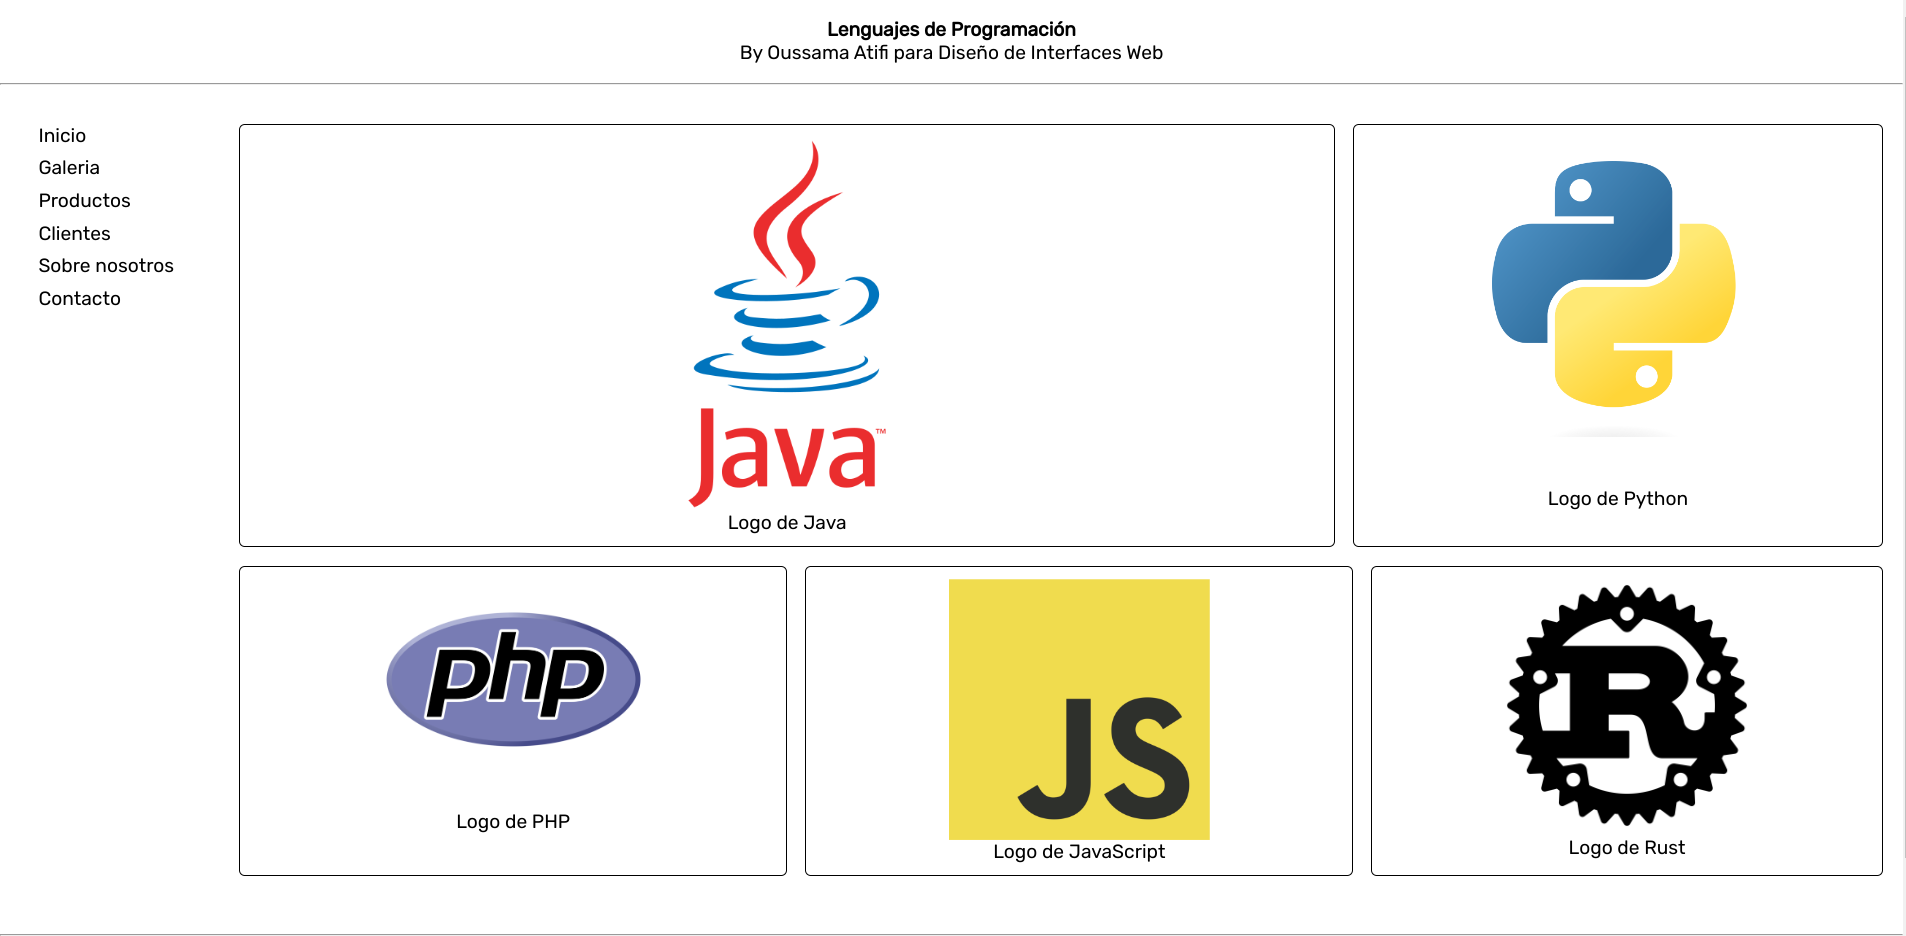 Lenguajes de Programación
By Oussama Atifi para Diseño de Interfaces Web
Inicio
Galeria
Productos
Clientes
Sobre nosotros
Contacto
Java™
Logo de Java
Logo de Python
php
Logo de PHP
JS
Logo de JavaScript
R
Logo de Rust